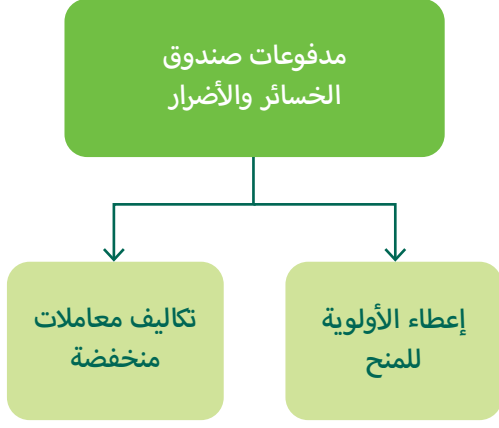 مدفوعات صندوق
الخسائر والأضرار
إعطاء الأولوية
للمنح
تكاليف معاملات
منخفضة